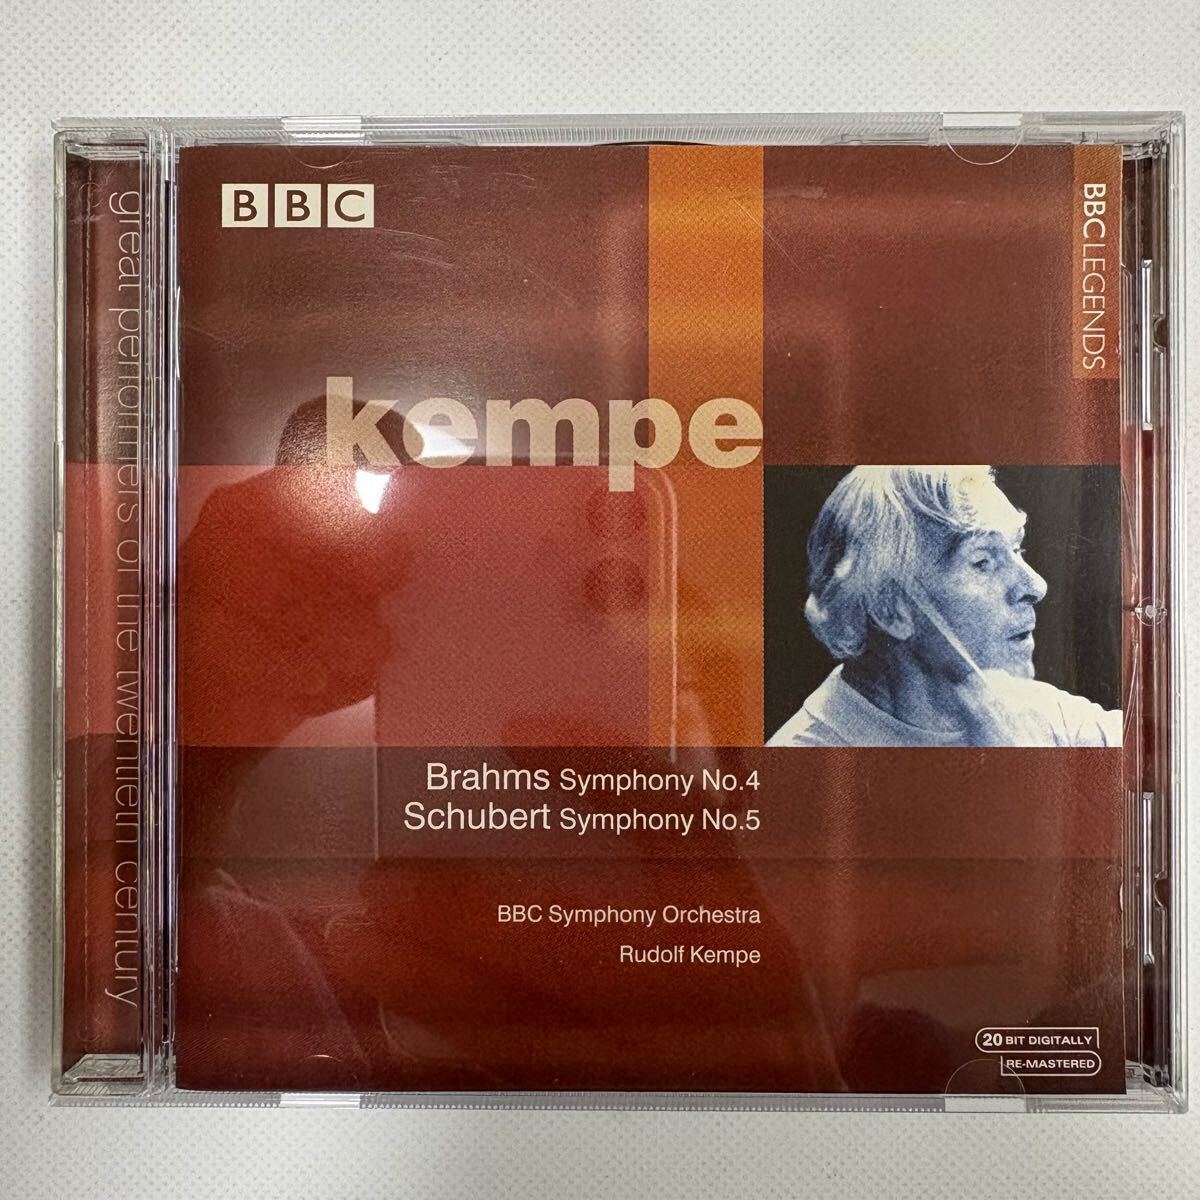 BBC
BBC LEGENDS
great performers of the twentieth century
kempe
Brahms Symphony No.4
Schubert Symphony No.5
BBC Symphony Orchestra
Rudolf Kempe
20 BIT DIGITALLY
RE-MASTERED